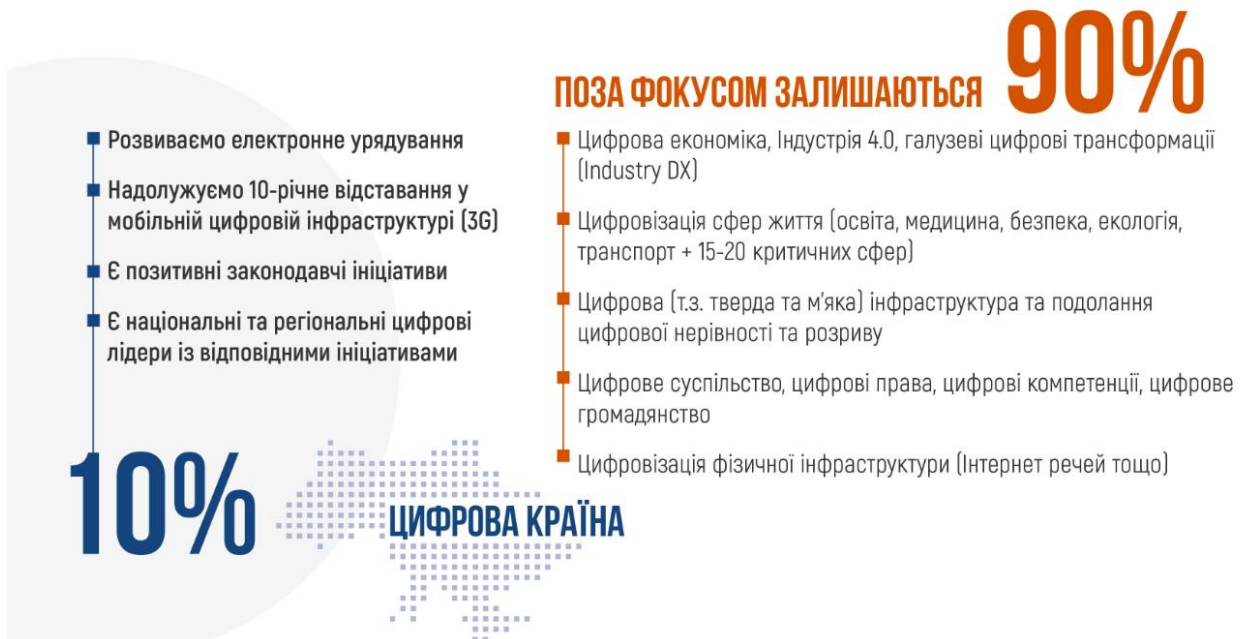 Розвиваємо електронне урядування
Надолужуємо 10-річне відставання у
мобільній цифровій інфраструктурі (3G)
Є позитивні законодавчі ініціативи
Є національні та регіональні цифрові
лідери із відповідними ініціативами
10%
ЦИФРОВА КРАЇНА
ПОЗА ФОКУСОМ ЗАЛИШАЮТЬСЯ 90%
Цифрова економіка, Індустрія 4.0, галузеві цифрові трансформації
(Industry DX)
Цифровізація сфер життя (освіта, медицина, безпека, екологія,
транспорт + 15-20 критичних сфер)
Цифрова (т.з. тверда та м’яка) інфраструктура та подолання
цифрової нерівності та розриву
Цифрове суспільство, цифрові права, цифрові компетенції, цифрове
громадянство
Цифровізація фізичної інфраструктури (Інтернет речей тощо)